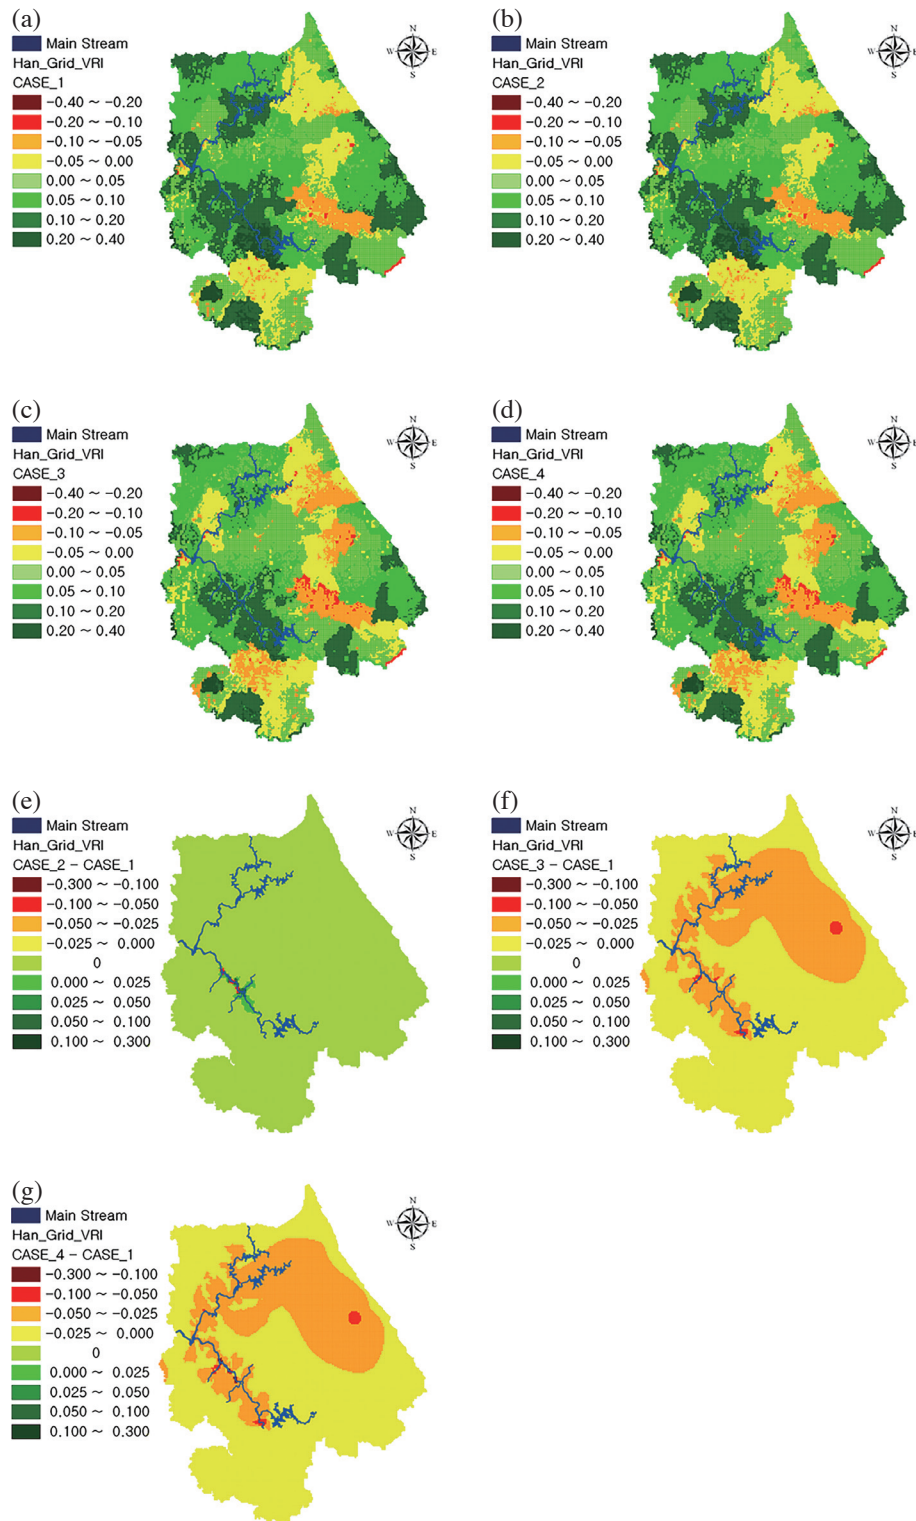 (a)
N
W E
S
Main Stream
Han_Grid_VRI
CASE_1
−0.40 ~ −0.20
−0.20 ~ −0.10
−0.10 ~ −0.05
−0.05 ~ 0.00
0.00 ~ 0.05
0.05 ~ 0.10
0.10 ~ 0.20
0.20 ~ 0.40
(b)
N
W E
S
Main Stream
Han_Grid_VRI
CASE_2
−0.40 ~ −0.20
−0.20 ~ −0.10
−0.10 ~ −0.05
−0.05 ~ 0.00
0.00 ~ 0.05
0.05 ~ 0.10
0.10 ~ 0.20
0.20 ~ 0.40
(c)
N
W E
S
Main Stream
Han_Grid_VRI
CASE_3
−0.40 ~ −0.20
−0.20 ~ −0.10
−0.10 ~ −0.05
−0.05 ~ 0.00
0.00 ~ 0.05
0.05 ~ 0.10
0.10 ~ 0.20
0.20 ~ 0.40
(d)
N
W E
S
Main Stream
Han_Grid_VRI
CASE_4
−0.40 ~ −0.20
−0.20 ~ −0.10
−0.10 ~ −0.05
−0.05 ~ 0.00
0.00 ~ 0.05
0.05 ~ 0.10
0.10 ~ 0.20
0.20 ~ 0.40
(e)
N
W E
S
Main Stream
Han_Grid_VRI
CASE_2 − CASE_1
−0.300 ~ −0.100
−0.100 ~ −0.050
−0.050 ~ −0.025
−0.025 ~ 0.000
0
0.000 ~ 0.025
0.025 ~ 0.050
0.050 ~ 0.100
0.100 ~ 0.300
(f)
N
W E
S
Main Stream
Han_Grid_VRI
CASE_3 − CASE_1
−0.300 ~ −0.100
−0.100 ~ −0.050
−0.050 ~ −0.025
−0.025 ~ 0.000
0
0.000 ~ 0.025
0.025 ~ 0.050
0.050 ~ 0.100
0.100 ~ 0.300
(g)
N
W E
S
Main Stream
Han_Grid_VRI
CASE_4 − CASE_1
−0.300 ~ −0.100
−0.100 ~ −0.050
−0.050 ~ −0.025
−0.025 ~ 0.000
0
0.000 ~ 0.025
0.025 ~ 0.050
0.050 ~ 0.100
0.100 ~ 0.300